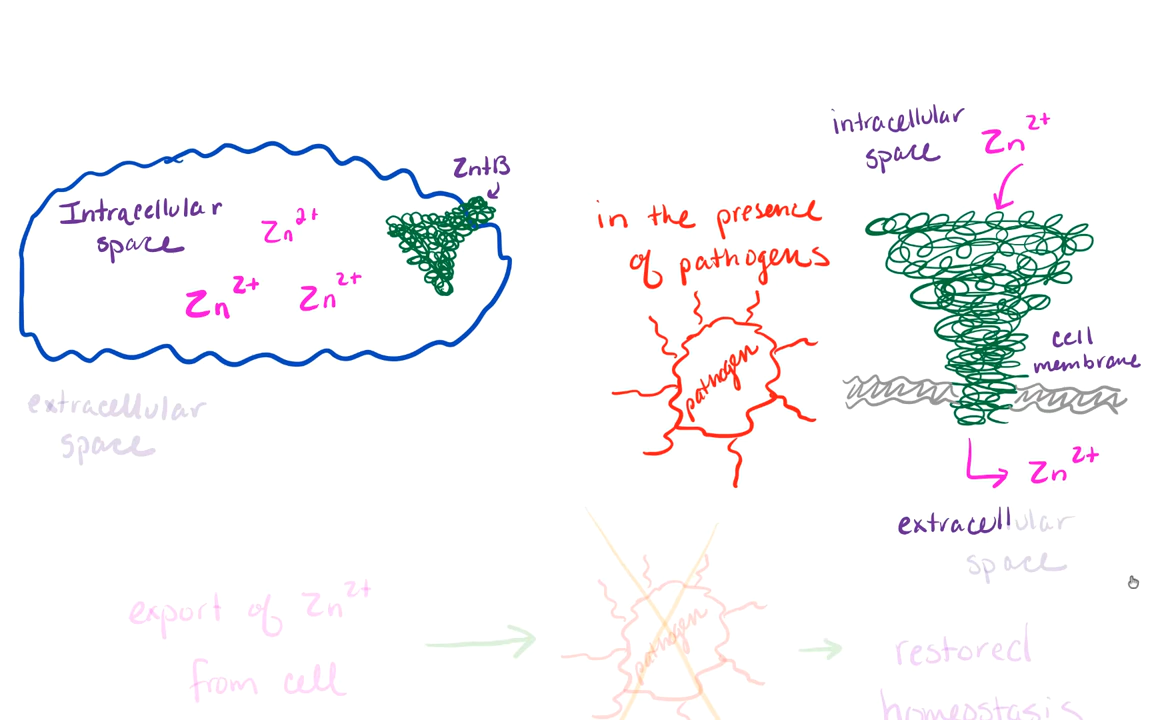 Intracellular
space
Zn2+
Zn2+
Zn2+
ZntB
extracellular
space
in the presence
of pathogens
pathogen
intracellular
space
Zn2+
cell
membrane
Zn2+
extracellular
space
export of Zn2+
from cell
pathogen
restored
homeostasis